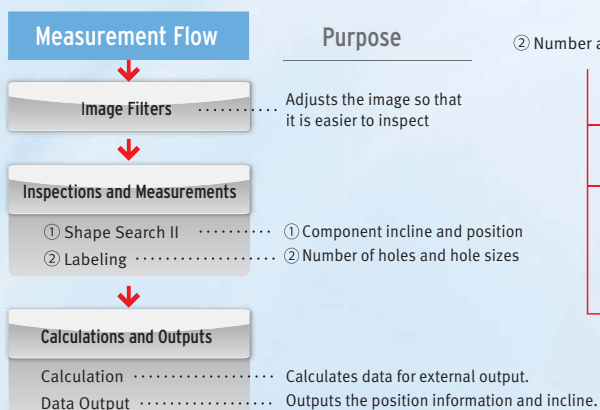 Measurement Flow
Purpose
② Number a
Image Filters ··········· Adjusts the image so that
it is easier to inspect
Inspections and Measurements
① Shape Search II ·········· ① Component incline and position
② Labeling ··················· ② Number of holes and hole sizes
Calculations and Outputs
Calculation ··················· Calculates data for external output.
Data Output ·················· Outputs the position information and incline.